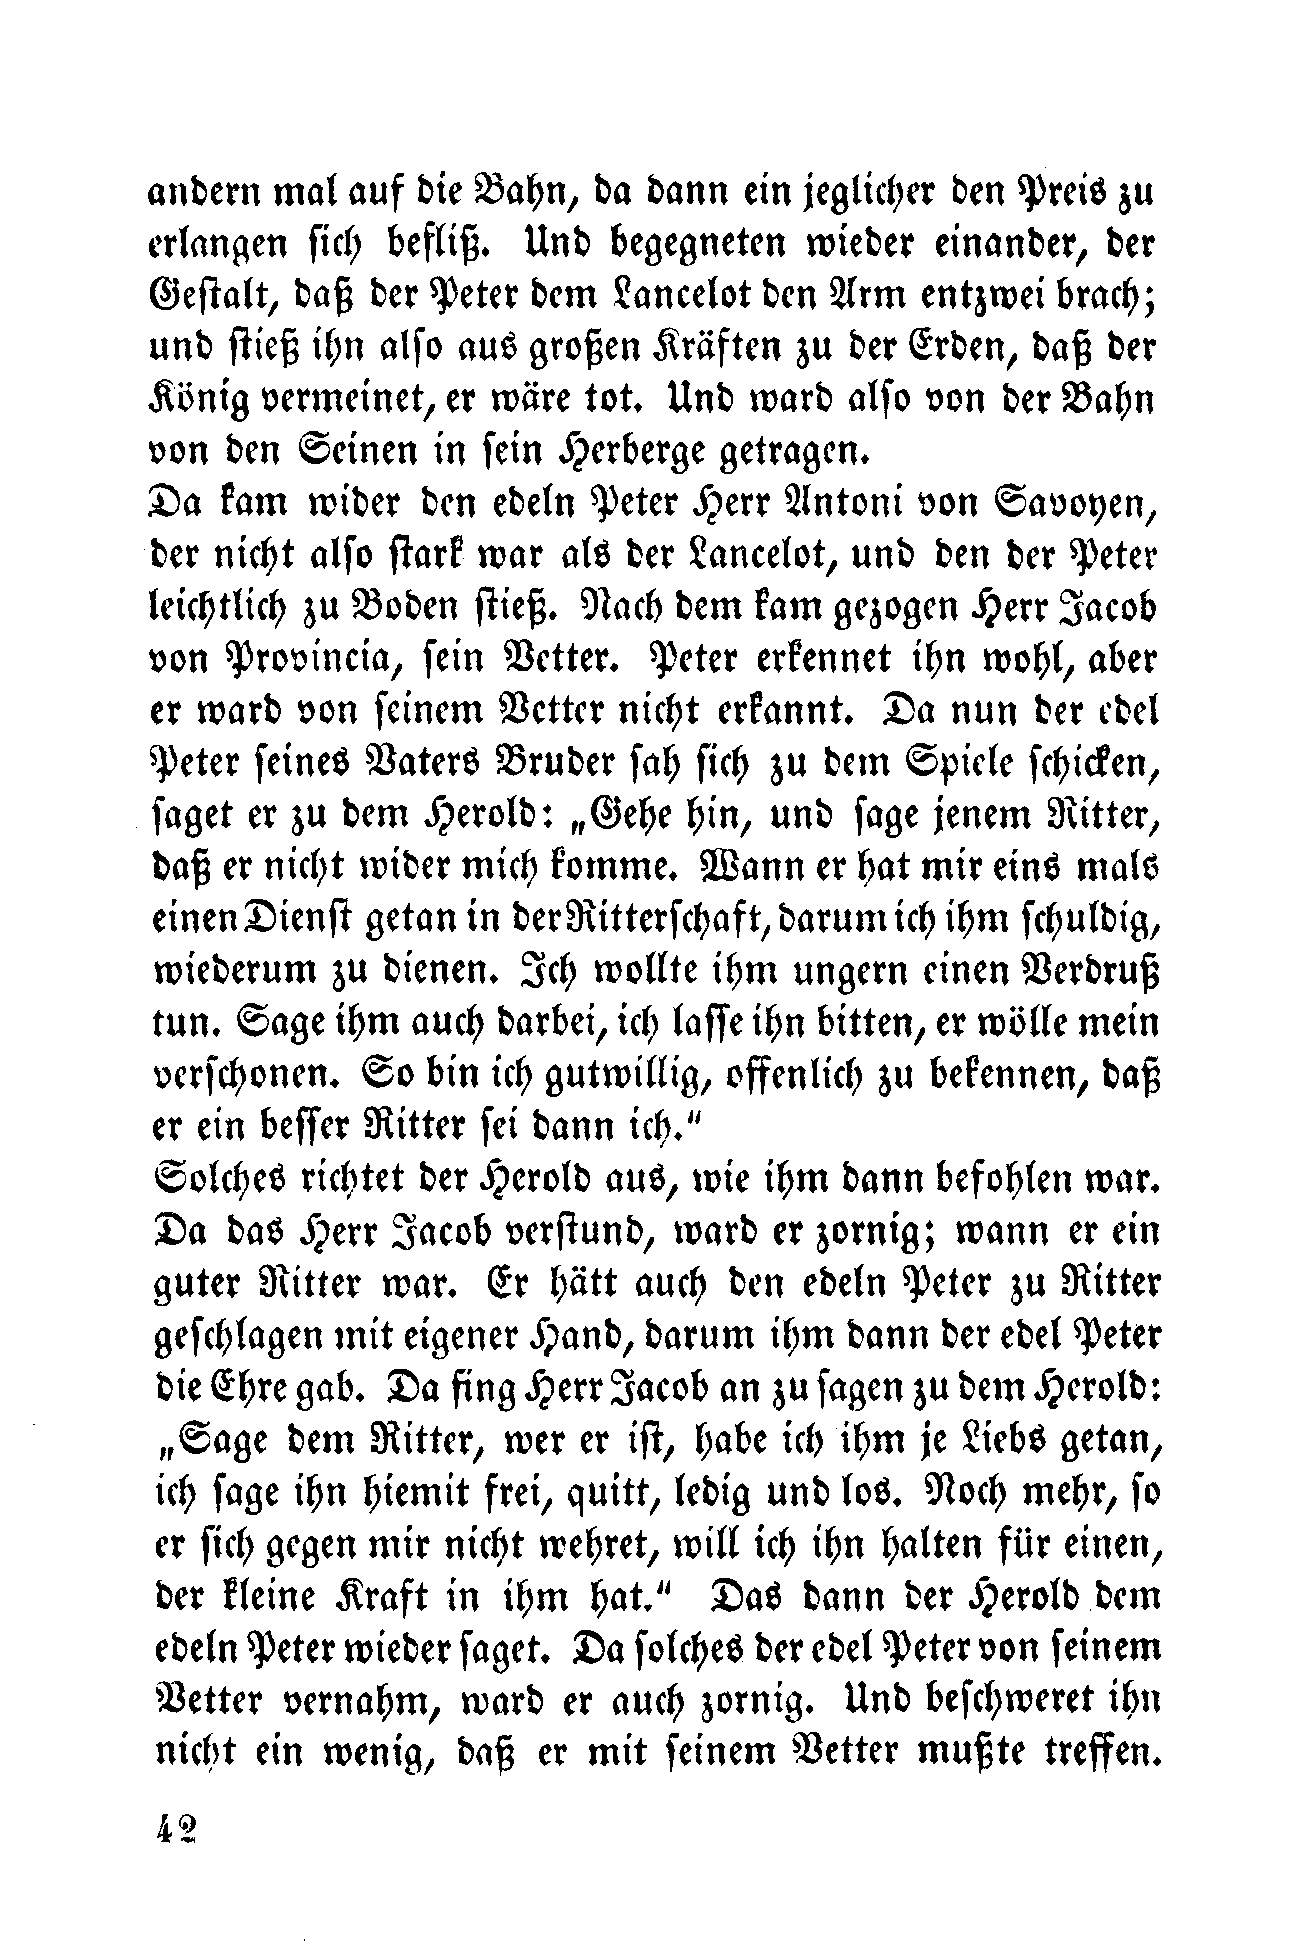 andern mal auf die Bahn, da dann ein jeglicher den Preis zu
erlangen sich befliß. Und begegneten wieder einander, der
Gestalt, daß der Peter dem Lancelot den Arm entzwei brach;
und stieß ihn also aus großen Kräften zu der Erden, daß der
König vermeinet, er wäre tot. Und ward also von der Bahn
von den Seinen in sein Herberge getragen.
Da kam wider den edeln Peter Herr Antoni von Savoyen,
der nicht also stark war als der Lancelot, und den der Peter
leichtlich zu Boden stieß. Nach dem kam gezogen Herr Jacob
von Provincia, sein Vetter. Peter erkennet ihn wohl, aber
er ward von seinem Vetter nicht erkannt. Da nun der edel
Peter seines Vaters Bruder sah sich zu dem Spiele schicken,
saget er zu dem Herold: „Gehe hin, und sage jenem Ritter,
daß er nicht wider mich komme. Wann er hat mir eins mals
einen Dienst getan in der Ritterschaft, darum ich ihm schuldig,
wiederum zu dienen. Ich wollte ihm ungern einen Verdruß
tun. Sage ihm auch darbei, ich lasse ihn bitten, er wölle mein
verschonen. So bin ich gutwillig, offenlich zu bekennen, daß
er ein besser Ritter sei dann ich.“
Solches richtet der Herold aus, wie ihm dann befohlen war.
Da das Herr Jacob verstund, ward er zornig; wann er ein
guter Ritter war. Er hätt auch den edeln Peter zu Ritter
geschlagen mit eigener Hand, darum ihm dann der edel Peter
die Ehre gab. Da fing Herr Jacob an zu sagen zu dem Herold:
„Sage dem Ritter, wer er ist, habe ich ihm je Liebs getan,
ich sage ihn hiemit frei, quitt, ledig und los. Noch mehr, so
er sich gegen mir nicht wehret, will ich ihn halten für einen,
der kleine Kraft in ihm hat.“ Das dann der Herold dem
edeln Peter wieder saget. Da solches der edel Peter von seinem
Vetter vernahm, ward er auch zornig. Und beschweret ihn
nicht ein wenig, daß er mit seinem Vetter mußte treffen.
42